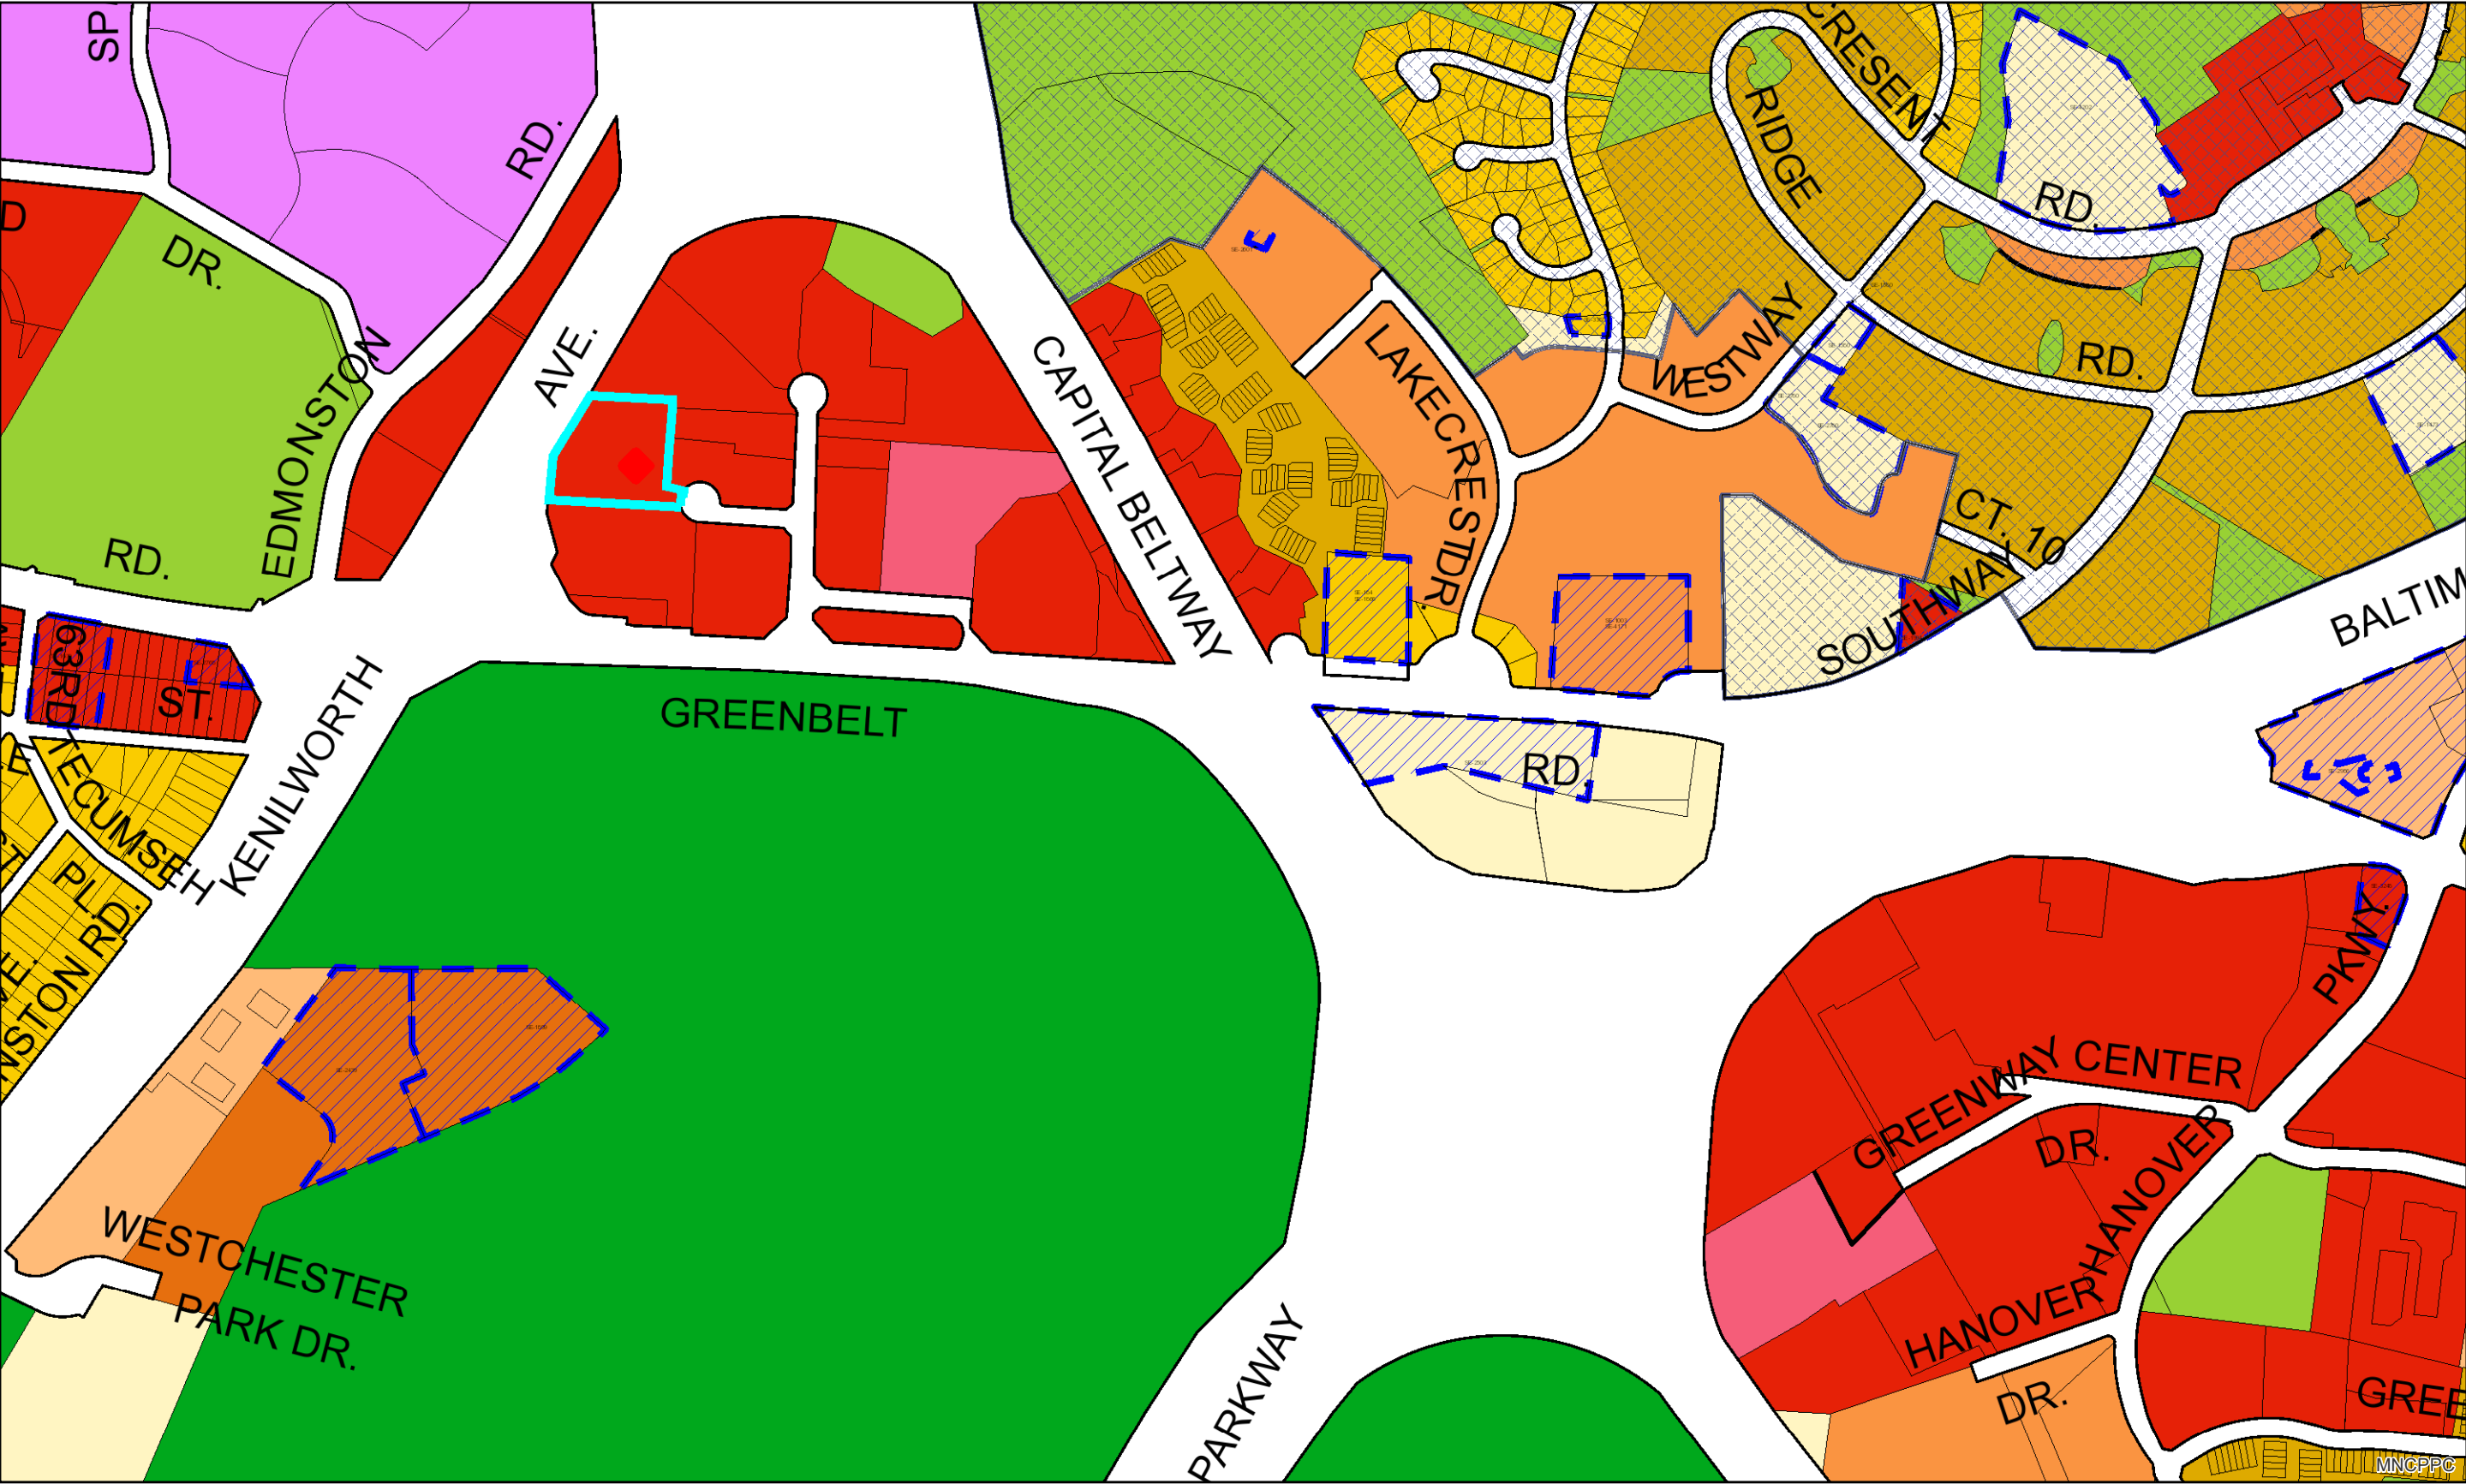 SP
CRESENT
RD.
RIDGE
RD.
D
DR.
AVE.
EDMONSTON
CAPITAL BELTWAY
LAKECREST
DR.
WESTWAY
RD.
RD.
CT. 10
SOUTHWAY
BALTIM
63RD
ST.
TECUMSEH
PL.
RD.
KENILWORTH
GREENBELT
RD.
NSTON RD.
PKWY.
GREENWAY CENTER
DR.
HANOVER
HANOVER
DR.
WESTCHESTER
PARK DR.
PARKWAY
GREE
MNCPPC